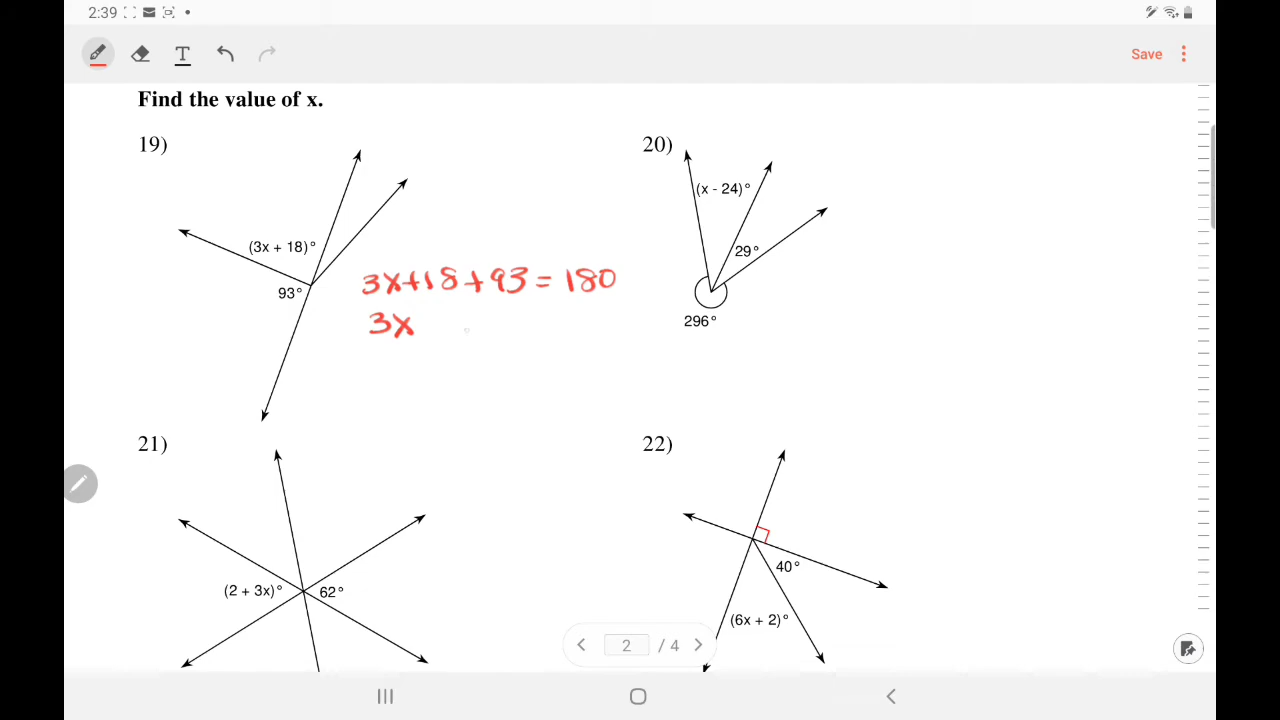 2:39
T
Save
Find the value of x.
19)
(3x + 18)°
93°
3x+18+93=180
3x
20)
(x - 24)°
29°
296°
21)
(2 + 3x)°
62°
22)
40°
(6x + 2)°
2 / 4